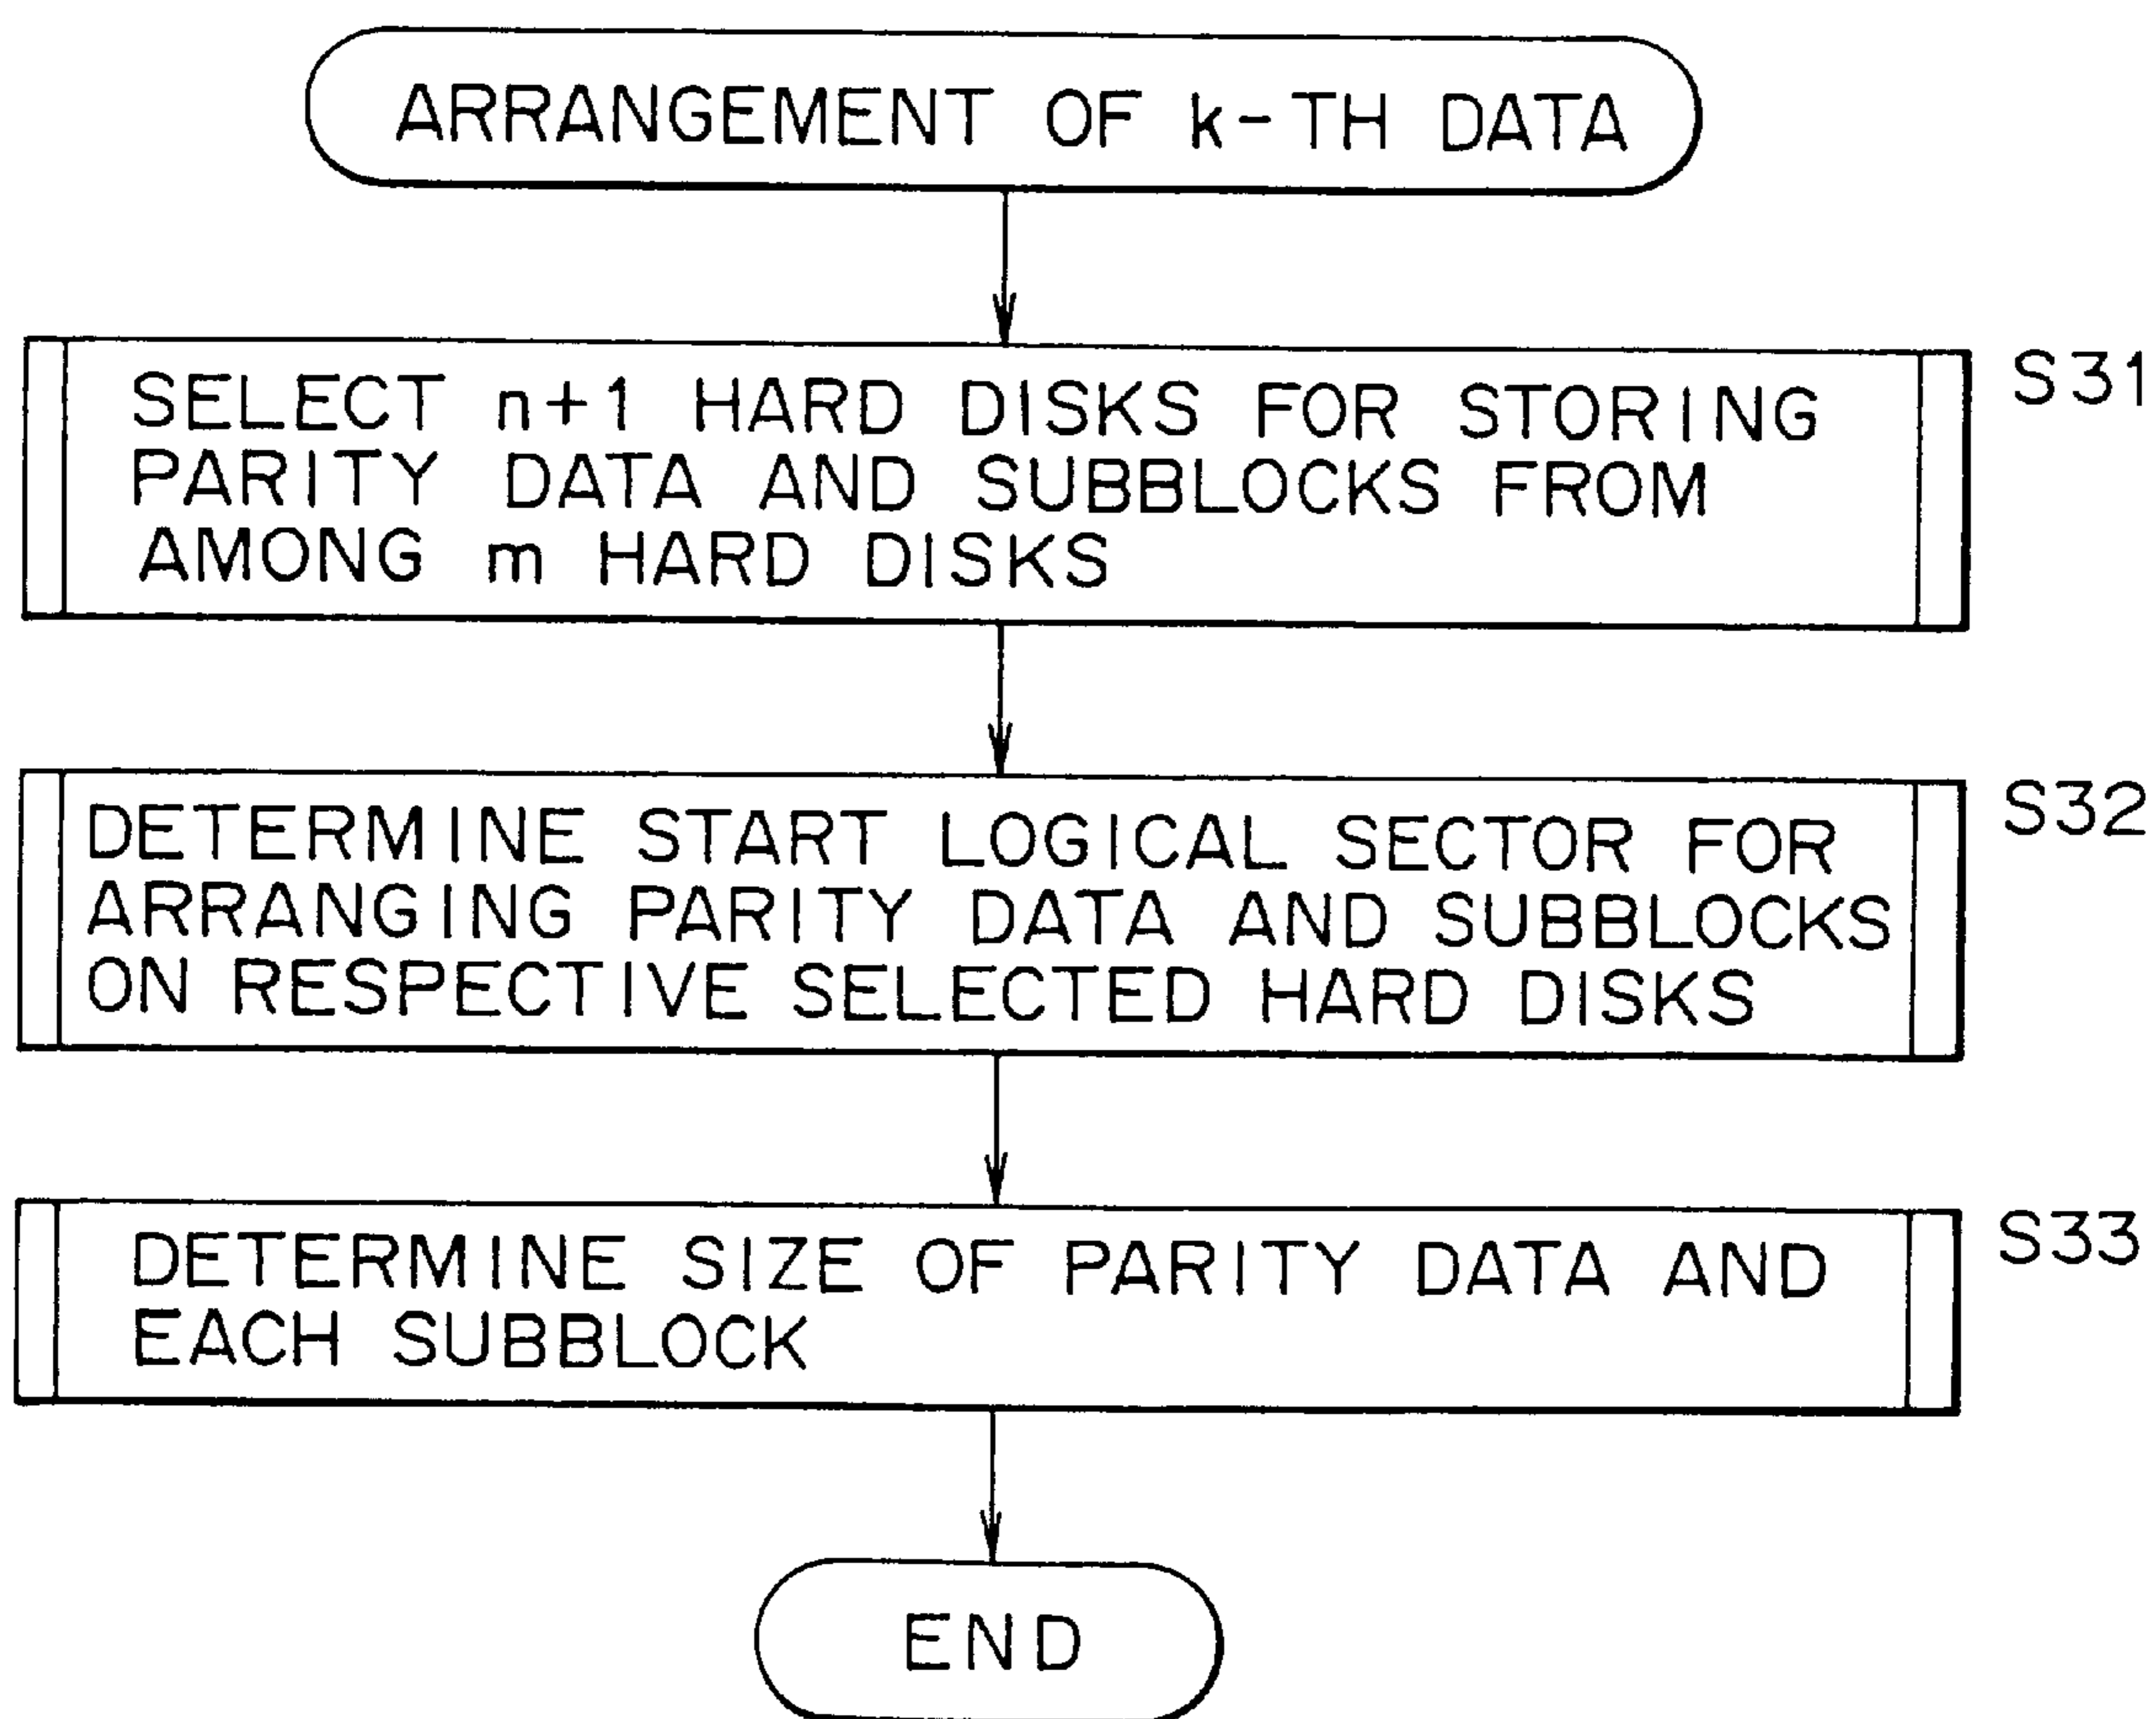 ARRANGEMENT OF k-TH DATA
SELECT n+1 HARD DISKS FOR STORING
PARITY DATA AND SUBBLOCKS FROM
AMONG m HARD DISKS
S31
DETERMINE START LOGICAL SECTOR FOR
ARRANGING PARITY DATA AND SUBBLOCKS
ON RESPECTIVE SELECTED HARD DISKS
S32
DETERMINE SIZE OF PARITY DATA AND
EACH SUBBLOCK
S33
END